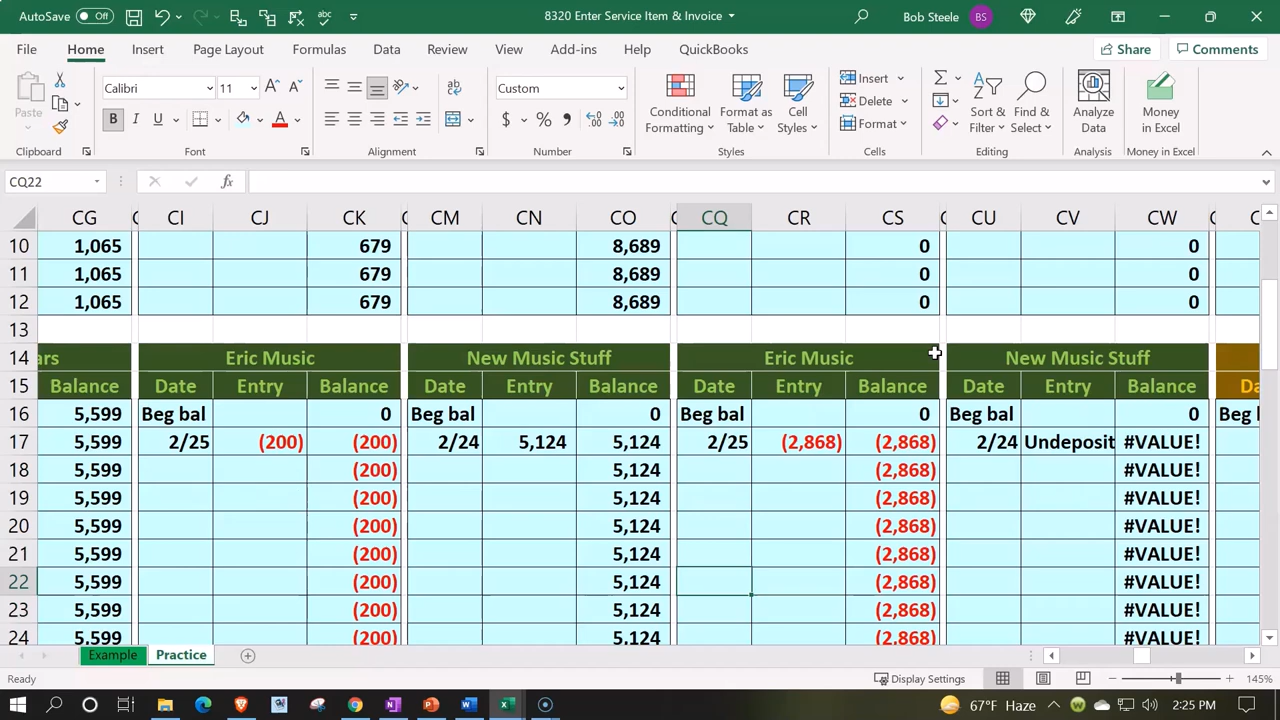 AutoSave Off 8320 Enter Service Item & Invoice Bob Steele BS
File Home Insert Page Layout Formulas Data Review View Add-ins Help QuickBooks Share Comments
Paste Calibri 11 Custom Conditional Formatting Format as Table Cell Styles Insert Delete Format Sort & Filter Find & Select Analyze Data Money in Excel
Clipboard Font Alignment Number Styles Cells Editing Analysis Money in Excel
CQ22 fx
CG CI CJ CK CM CN CO CQ CR CS CU CV CW
10 1,065 679 8,689 0 0
11 1,065 679 8,689 0 0
12 1,065 679 8,689 0 0
13
14 ars Eric Music New Music Stuff Eric Music New Music Stuff
15 Balance Date Entry Balance Date Entry Balance Date Entry Balance Date Entry Balance Da
16 5,599 Beg bal 0 Beg bal 0 Beg bal 0 Beg bal 0 Beg b
17 5,599 2/25 (200) (200) 2/24 5,124 5,124 2/25 (2,868) (2,868) 2/24 Undeposit #VALUE!
18 5,599 (200) 5,124 (2,868) #VALUE!
19 5,599 (200) 5,124 (2,868) #VALUE!
20 5,599 (200) 5,124 (2,868) #VALUE!
21 5,599 (200) 5,124 (2,868) #VALUE!
22 5,599 (200) 5,124 (2,868) #VALUE!
23 5,599 (200) 5,124 (2,868) #VALUE!
24 5,599 (200) 5,124 (2,868) #VALUE!
Example Practice
Ready Display Settings 145%
67°F Haze 2:25 PM